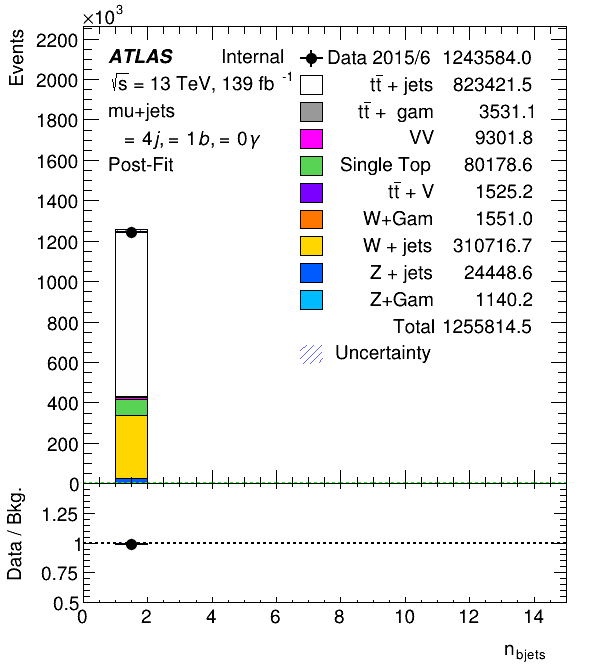 ×10³
Events
2200
2000
1800
1600
1400
1200
1000
800
600
400
200
0
ATLAS Internal
√s = 13 TeV, 139 fb⁻¹
mu+jets
= 4j, = 1b, = 0γ
Post-Fit
Data 2015/6 1243584.0
tt̄ + jets 823421.5
tt̄ + gam 3531.1
VV 9301.8
Single Top 80178.6
tt̄ + V 1525.2
W+Gam 1551.0
W + jets 310716.7
Z + jets 24448.6
Z+Gam 1140.2
Total 1255814.5
Uncertainty
Data / Bkg.
1.25
1
0.75
0.5
0 2 4 6 8 10 12 14
n_bjets